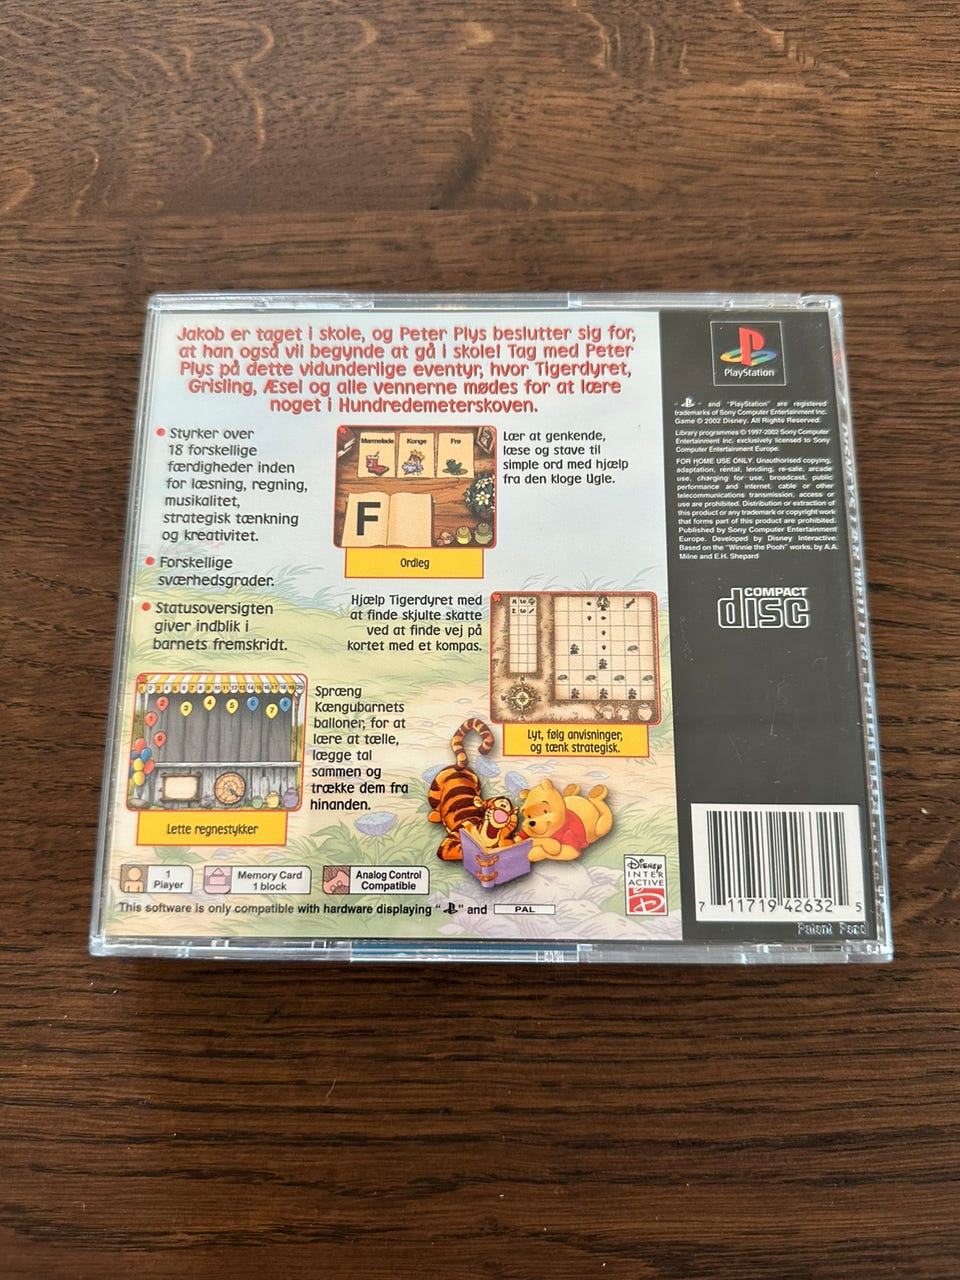 Jakob er taget i skole, og Peter Plys beslutter sig for,
at han også vil begynde at gå i skole! Tag med Peter
Plys på dette vidunderlige eventyr, hvor Tigerdyret,
Grisling, Æsel og alle vennerne mødes for at lære
noget i Hundredemeterskoven.
Styrker over
18 forskellige
færdigheder inden
for læsning, regning,
musikalitet,
strategisk tænkning
og kreativitet.
Forskellige
sværhedsgrader.
Statusoversigten
giver indblik i
barnets fremskridt.
Marmelade Konge Frø
F
Ordleg
Lær at genkende,
læse og stave til
simple ord med hjælp
fra den kloge Ugle.
Hjælp Tigerdyret med
at finde skjulte skatte
ved at finde vej på
kortet med et kompas.
Lyt, følg anvisninger,
og tænk strategisk.
Spræng
Kængubarnets
balloner, for at
lære at tælle,
lægge tal
sammen og
trække dem fra
hinanden.
Lette regnestykker
1
Player
Memory Card
1 block
Analog Control
Compatible
This software is only compatible with hardware displaying " " and PAL
Disney
INTER
ACTIVE
PlayStation
" " and "PlayStation" are registered
trademarks of Sony Computer Entertainment Inc.
Game © 2002 Disney. All Rights Reserved.
Library programmes © 1997-2002 Sony Computer
Entertainment Inc. exclusively licensed to Sony
Computer Entertainment Europe.
FOR HOME USE ONLY. Unauthorised copying,
adaptation, rental, lending, re-sale, arcade
use, charging for use, broadcast, public
performance and internet, cable or other
telecommunications transmission, access or
use are prohibited. Distribution or extraction of
this product or any trademark or copyright work
that forms part of this product are prohibited.
Published by Sony Computer Entertainment
Europe. Developed by Disney Interactive.
Based on the "Winnie the Pooh" works, by A.A.
Milne and E.H. Shepard
COMPACT
disc
7 11719 42632 5
Patent Pend